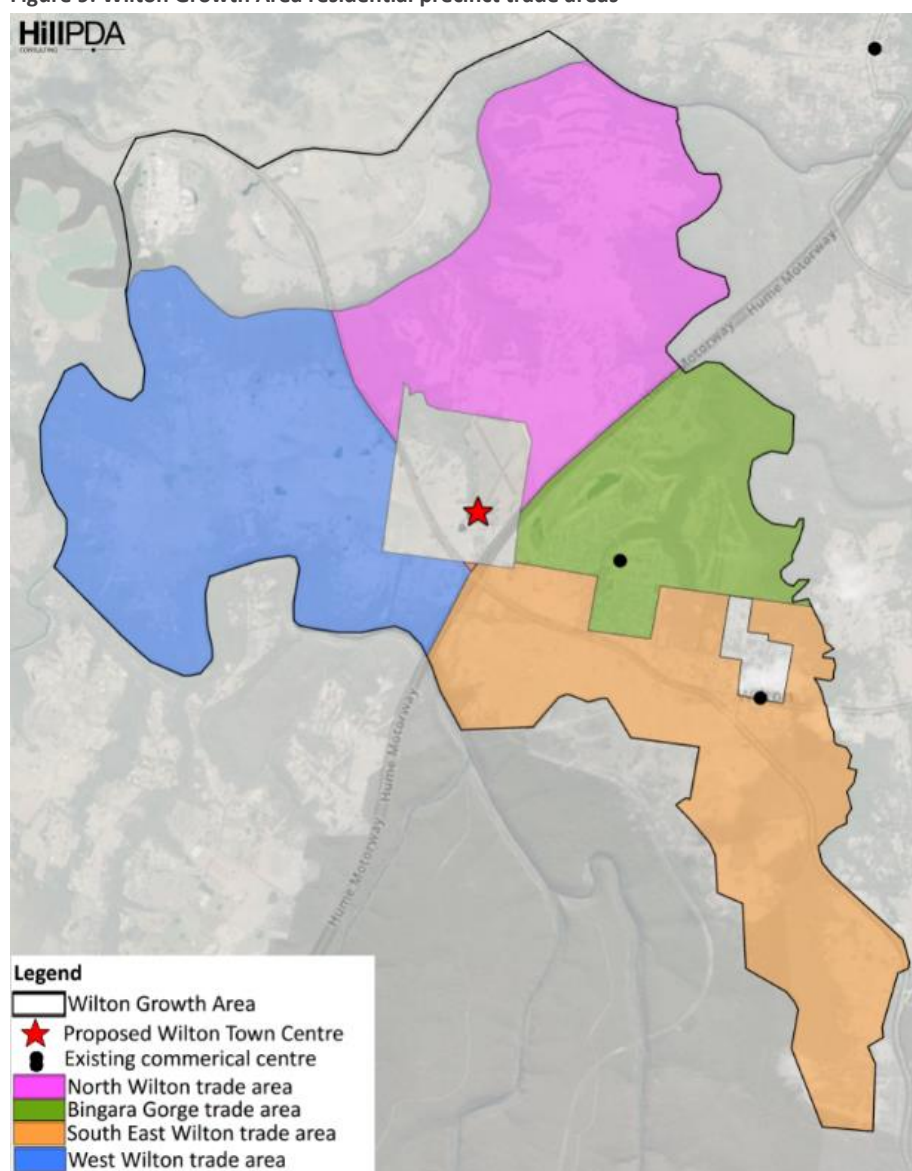 Figure 9: Wilton Growth Area residential precinct trade areas
HillPDA
CONSULTING
Motorway
Hume Motorway
Hume Motorway
Hume Motorway
Legend
Wilton Growth Area
Proposed Wilton Town Centre
Existing commerical centre
North Wilton trade area
Bingara Gorge trade area
South East Wilton trade area
West Wilton trade area